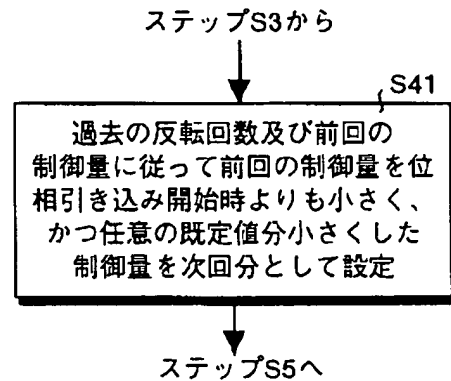 ステップS3から
S41
過去の反転回数及び前回の
制御量に従って前回の制御量を位
相引き込み開始時よりも小さく、
かつ任意の既定値分小さくした
制御量を次回分として設定
ステップS5へ